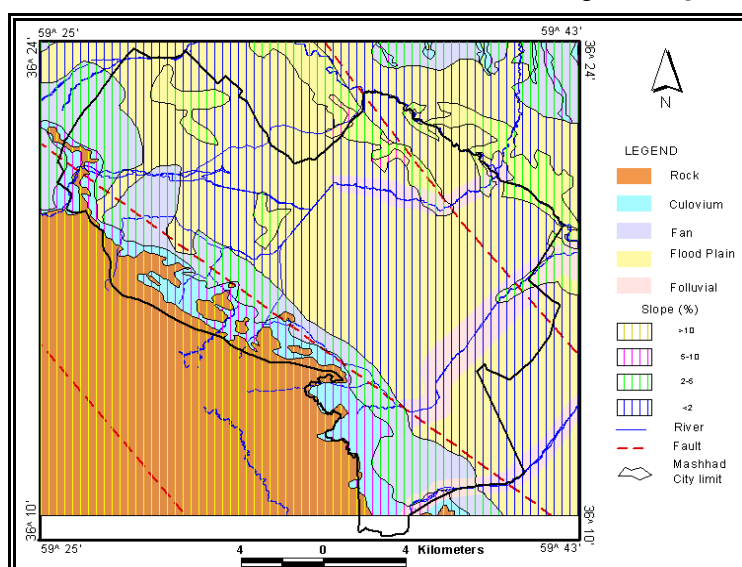 59^ 25'
59^ 43'
36^ 24'
36^ 24'
N
LEGEND
Rock
Culovium
Fan
Flood Plain
Folluvial
Slope (%)
>10
5-10
2-5
<2
River
Fault
Mashhad
City limit
36^ 10'
36^ 10'
59^ 25'
59^ 43'
4 0 4 Kilometers